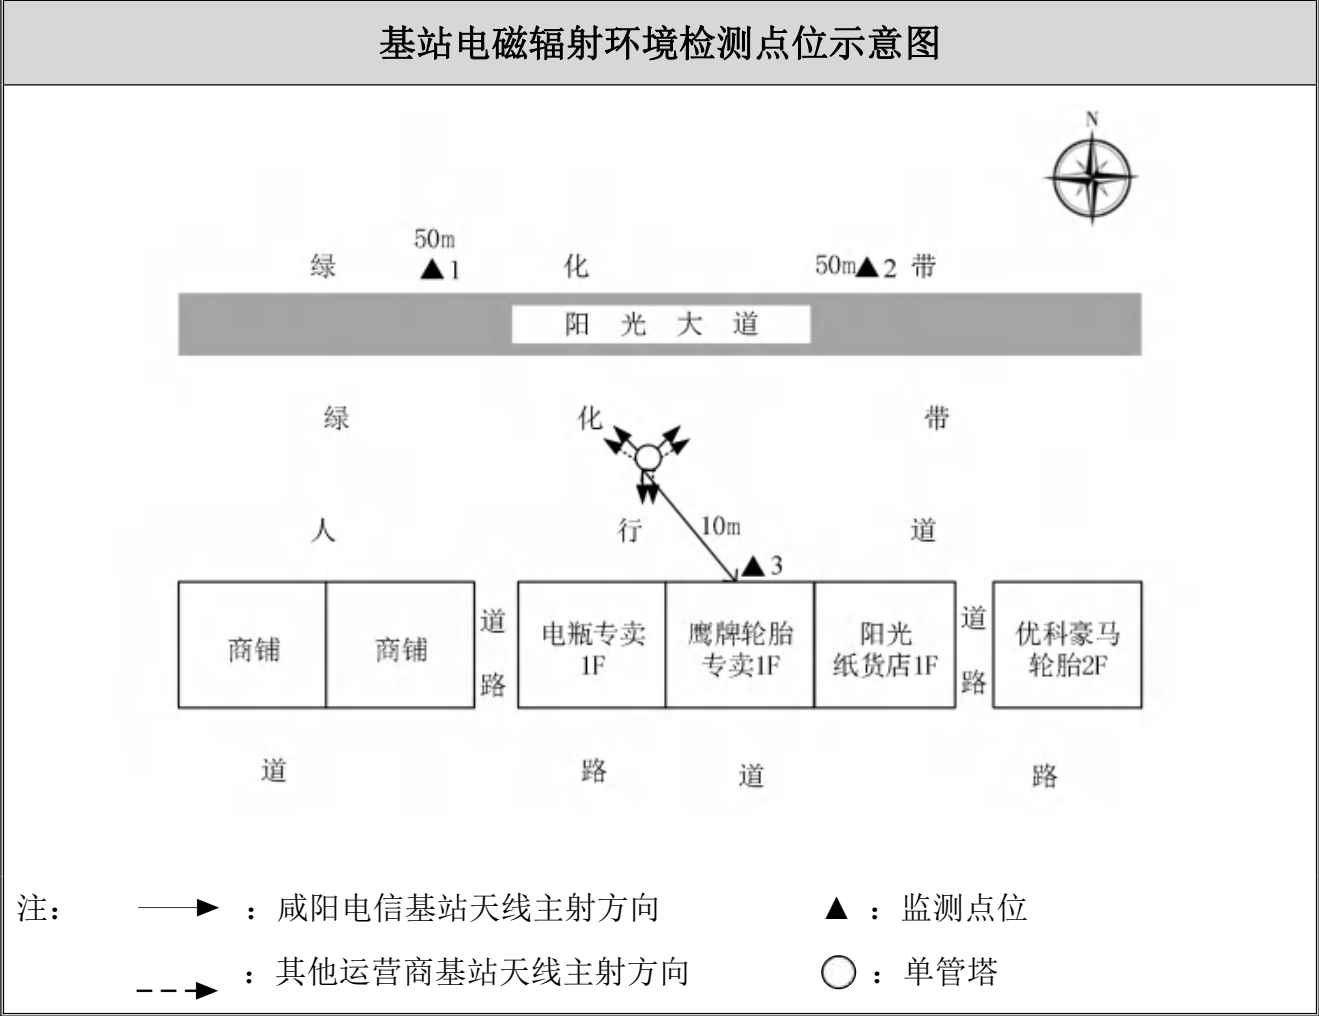 基站电磁辐射环境检测点位示意图
N
50m
绿 ▲1 化 50m▲2 带
阳光大道
绿 化 带
人 行 10m 道
▲3
商铺
商铺
道路
电瓶专卖
1F
鹰牌轮胎
专卖1F
阳光
纸货店1F
道路
优科豪马
轮胎2F
道 路 道 路
注： ：咸阳电信基站天线主射方向 ▲：监测点位
：其他运营商基站天线主射方向 ：单管塔